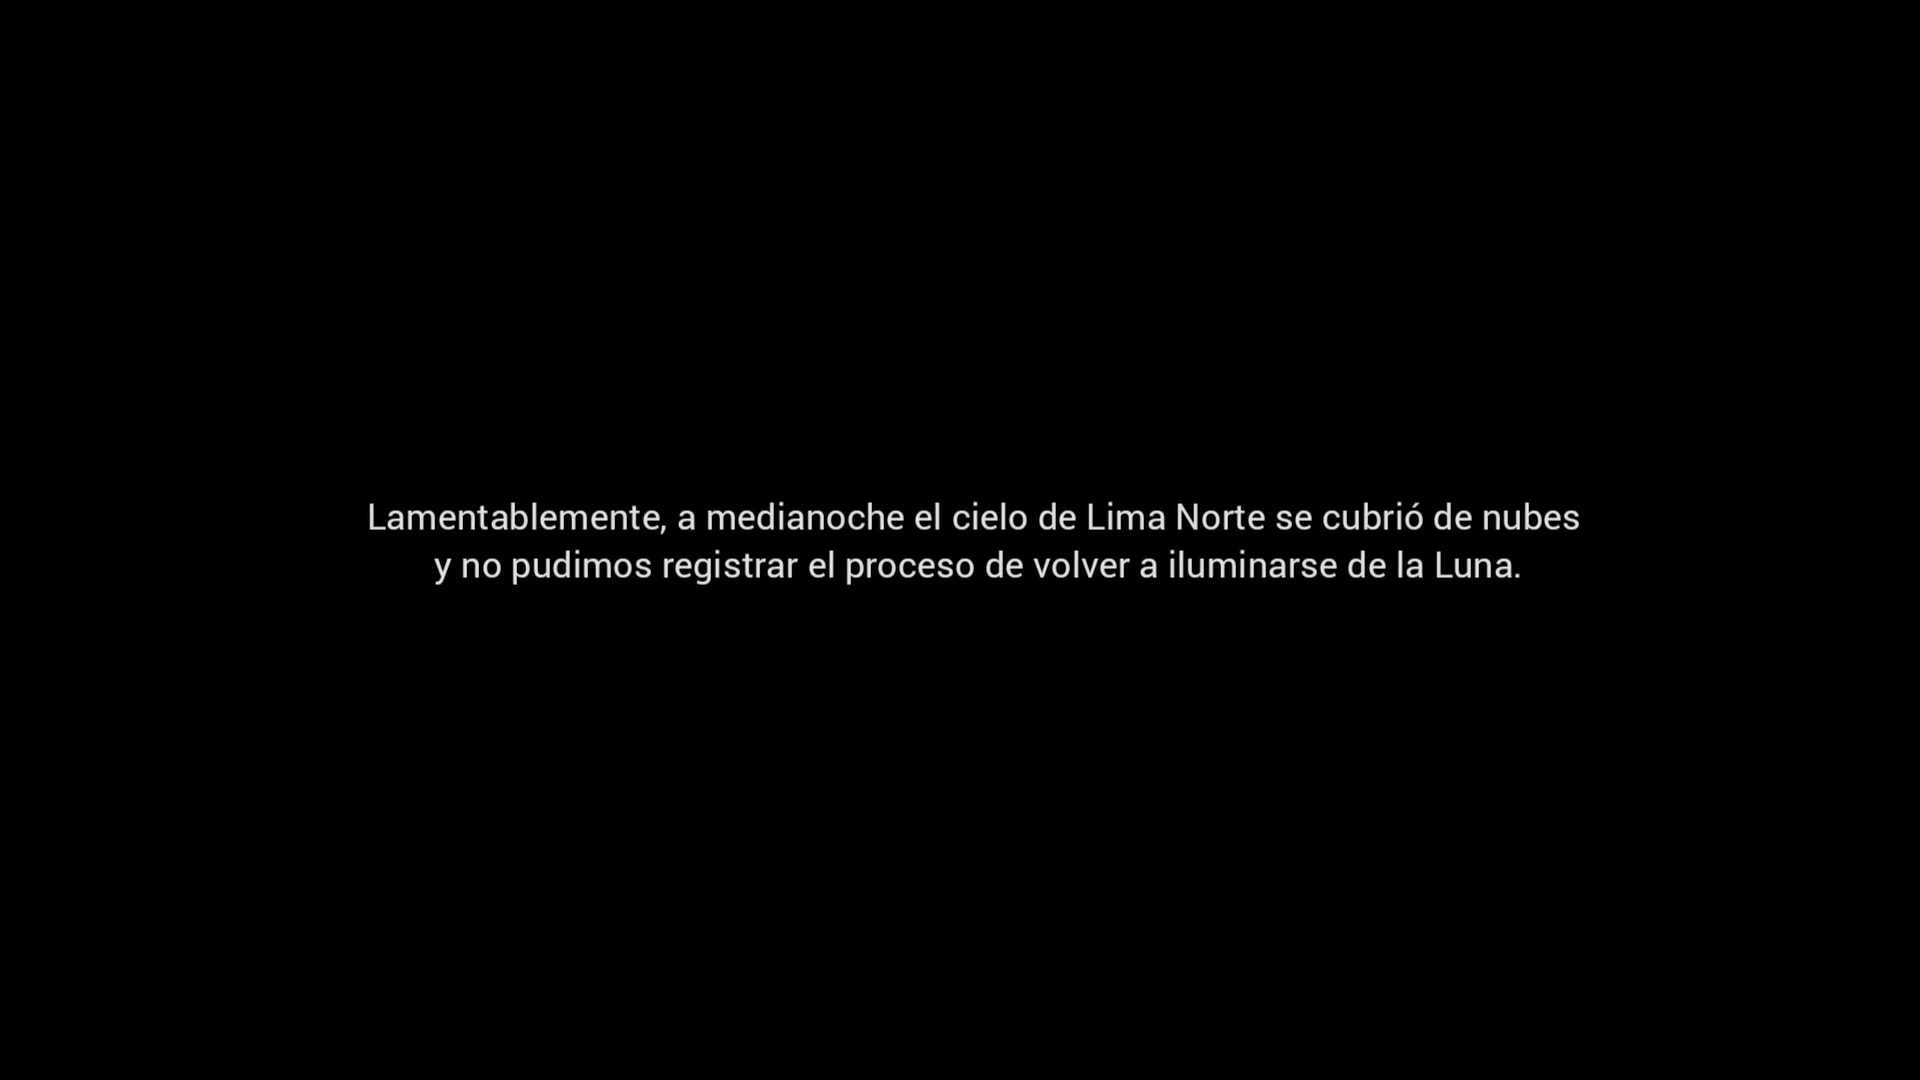 Lamentablemente, a medianoche el cielo de Lima Norte se cubrió de nubes
y no pudimos registrar el proceso de volver a iluminarse de la Luna.